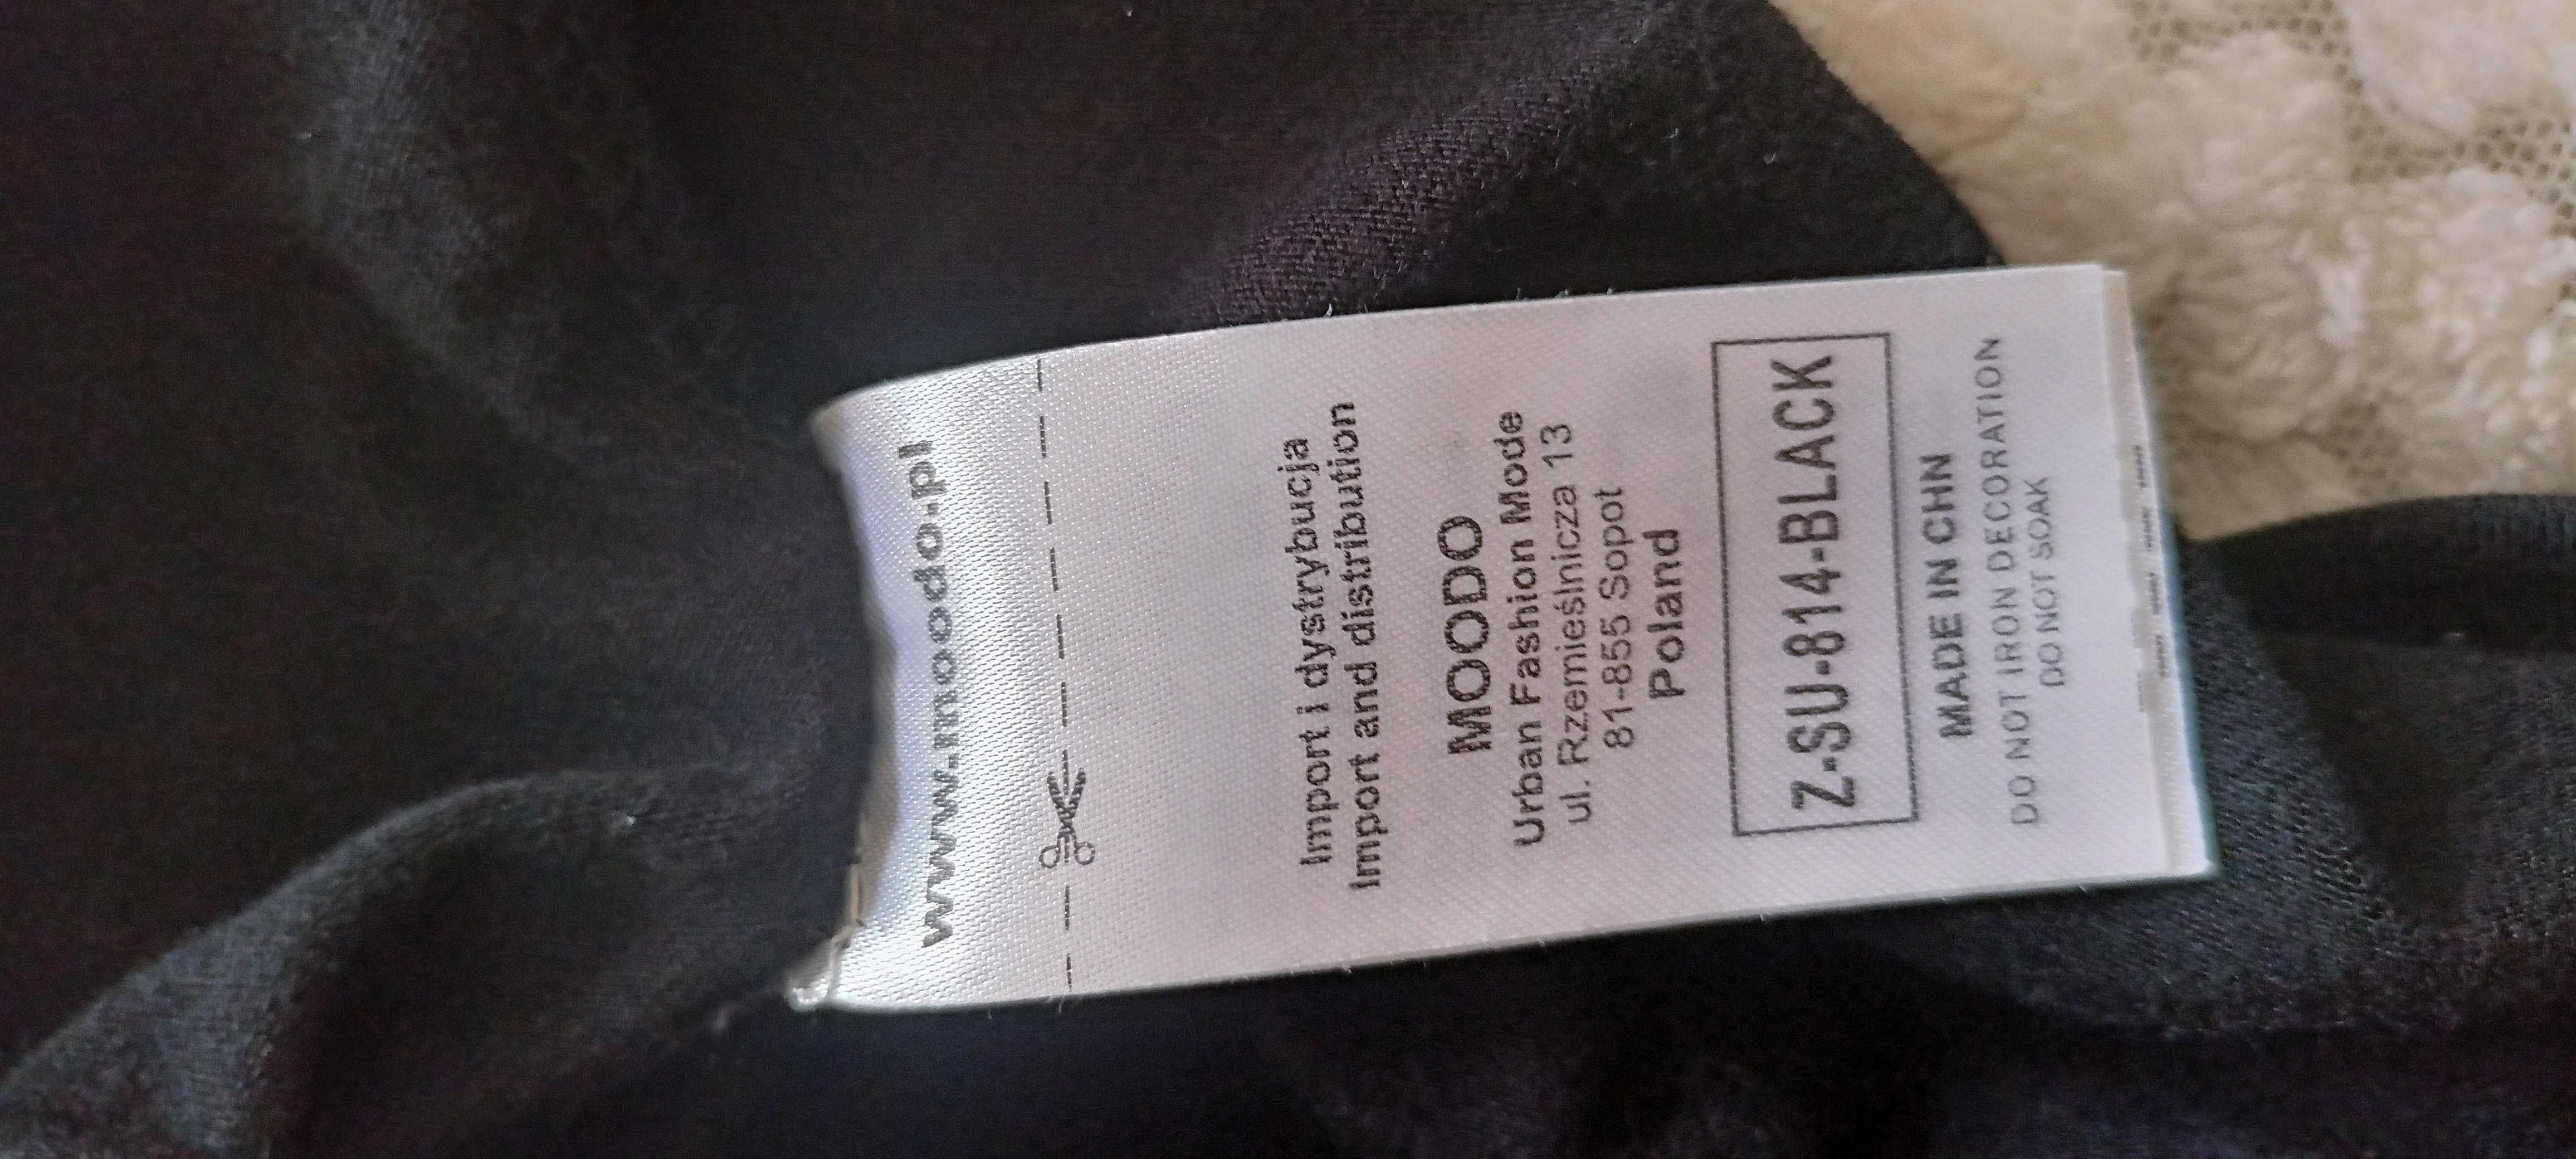 www.moodo.pl
Import i dystrybucja
Import and distribution
MOODO
Urban Fashion Mode
ul. Rzemieślnicza 13
81-855 Sopot
Poland
Z-SU-814-BLACK
MADE IN CHN
DO NOT IRON DECORATION
DO NOT SOAK